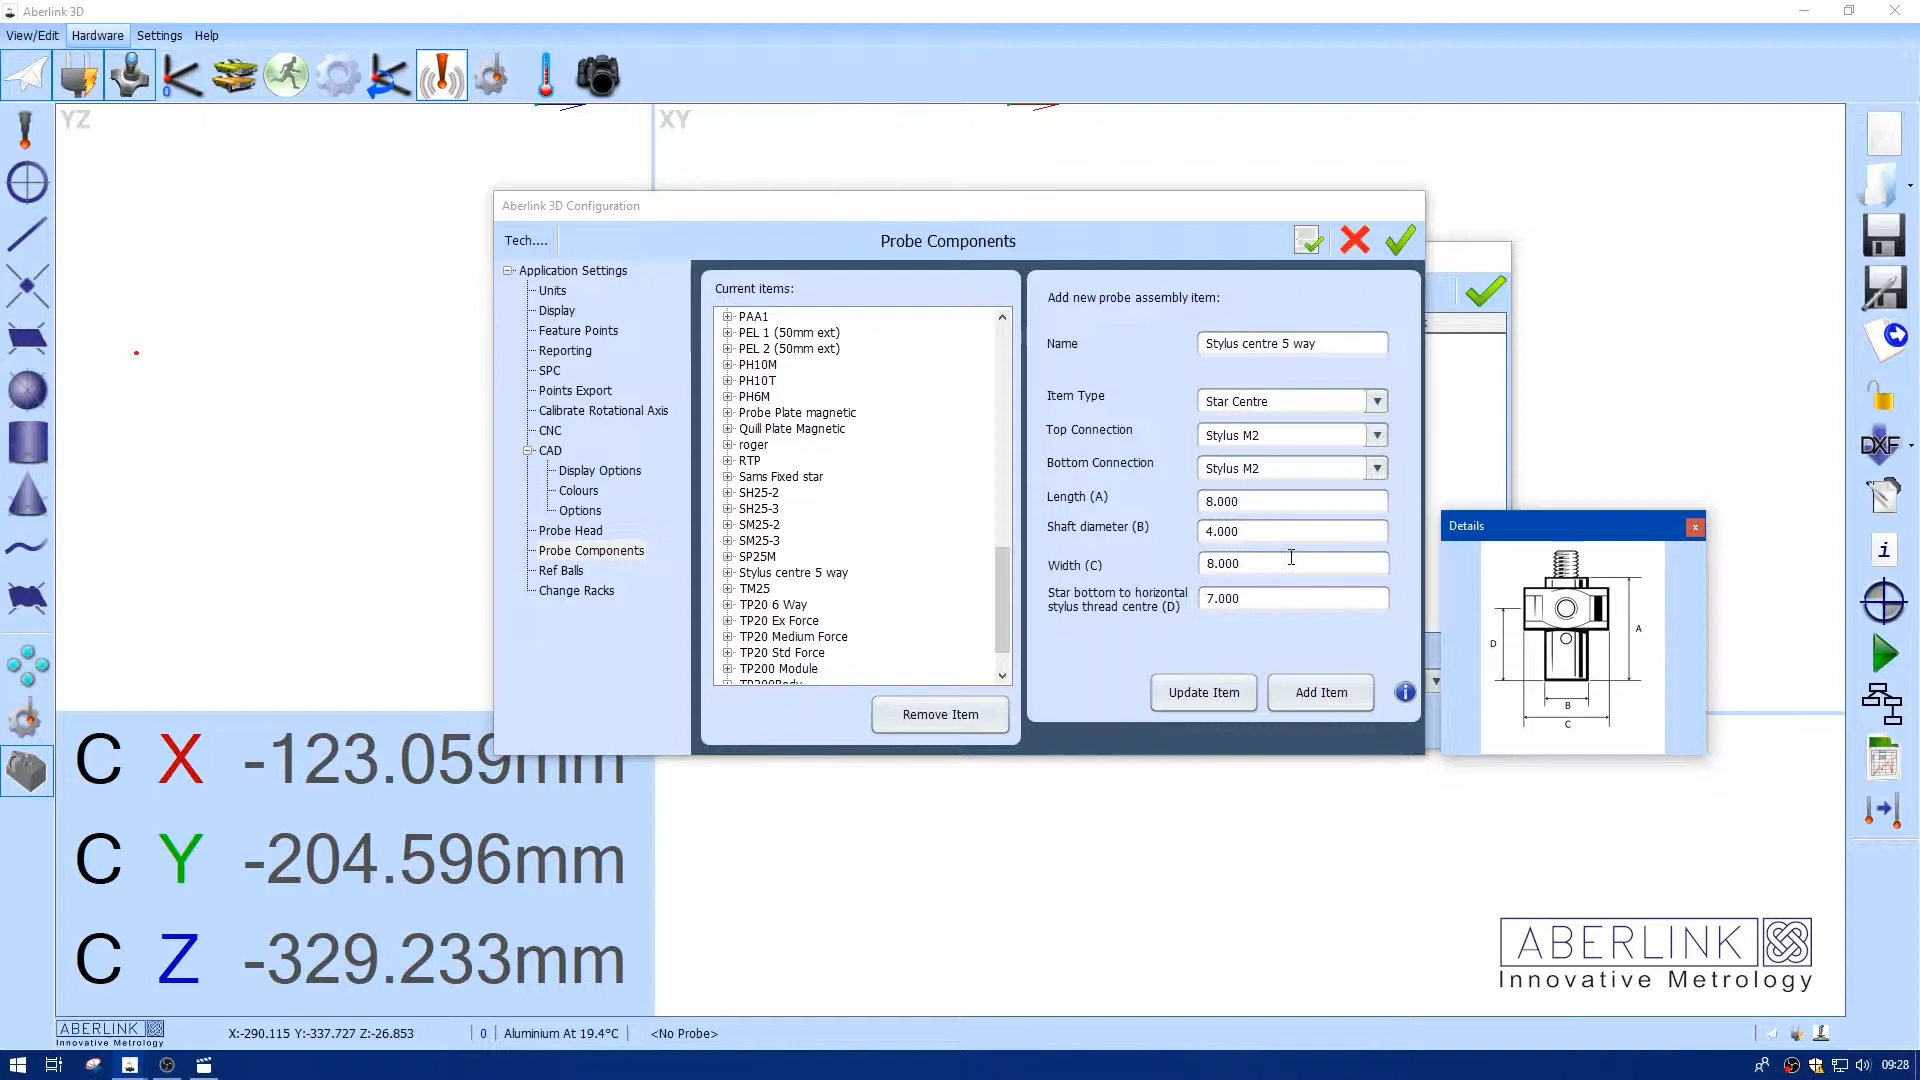 Aberlink 3D
View/Edit Hardware Settings Help
YZ
XY
Aberlink 3D Configuration
Tech....
Probe Components
Application Settings
Units
Display
Feature Points
Reporting
SPC
Points Export
Calibrate Rotational Axis
CNC
CAD
Display Options
Colours
Options
Probe Head
Probe Components
Ref Balls
Change Racks
Current items:
PAA1
PEL 1 (50mm ext)
PEL 2 (50mm ext)
PH10M
PH10T
PH6M
Probe Plate magnetic
Quill Plate Magnetic
roger
RTP
Sams Fixed star
SH25-2
SH25-3
SM25-2
SM25-3
SP25M
Stylus centre 5 way
TM25
TP20 6 Way
TP20 Ex Force
TP20 Medium Force
TP20 Std Force
TP200 Module
TP200Body
Remove Item
Add new probe assembly item:
Name Stylus centre 5 way
Item Type Star Centre
Top Connection Stylus M2
Bottom Connection Stylus M2
Length (A) 8.000
Shaft diameter (B) 4.000
Width (C) 8.000
Star bottom to horizontal
stylus thread centre (D) 7.000
Update Item Add Item
Details
A
D
B
C
DXF
C X -123.059mm
C Y -204.596mm
C Z -329.233mm
ABERLINK
Innovative Metrology
ABERLINK
Innovative Metrology
X:-290.115 Y:-337.727 Z:-26.853 0 Aluminium At 19.4°C <No Probe>
09:28